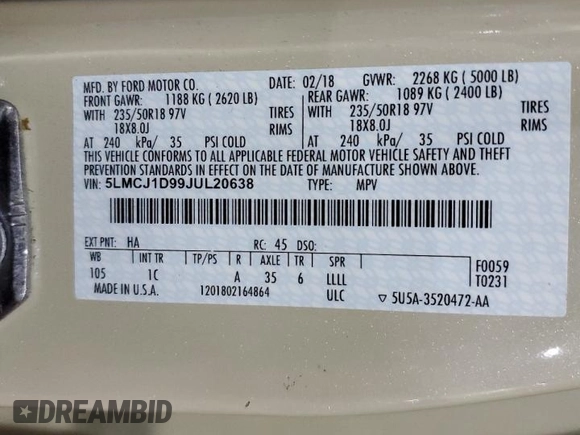 MFD. BY FORD MOTOR CO. DATE: 02/18 GVWR: 2268 KG ( 5000 LB)
FRONT GAWR: 1188 KG ( 2620 LB) REAR GAWR: 1089 KG ( 2400 LB)
WITH 235/50R18 97V TIRES WITH 235/50R18 97V TIRES
18X8.0J RIMS 18X8.0J RIMS
AT 240 kPa/ 35 PSI COLD AT 240 kPa/ 35 PSI COLD
THIS VEHICLE CONFORMS TO ALL APPLICABLE FEDERAL MOTOR VEHICLE SAFETY AND THEFT
PREVENTION STANDARDS IN EFFECT ON THE DATE OF MANUFACTURE SHOWN ABOVE.
VIN: 5LMCJ1D99JUL20638 TYPE: MPV
EXT PNT: HA RC: 45 DSO:
WB INT TR TP/PS R AXLE TR SPR F0059
105 1C A 35 6 LLLL T0231
MADE IN U.S.A. 1201802164864 ULC ▽ 5U5A-3520472-AA
DREAMBID